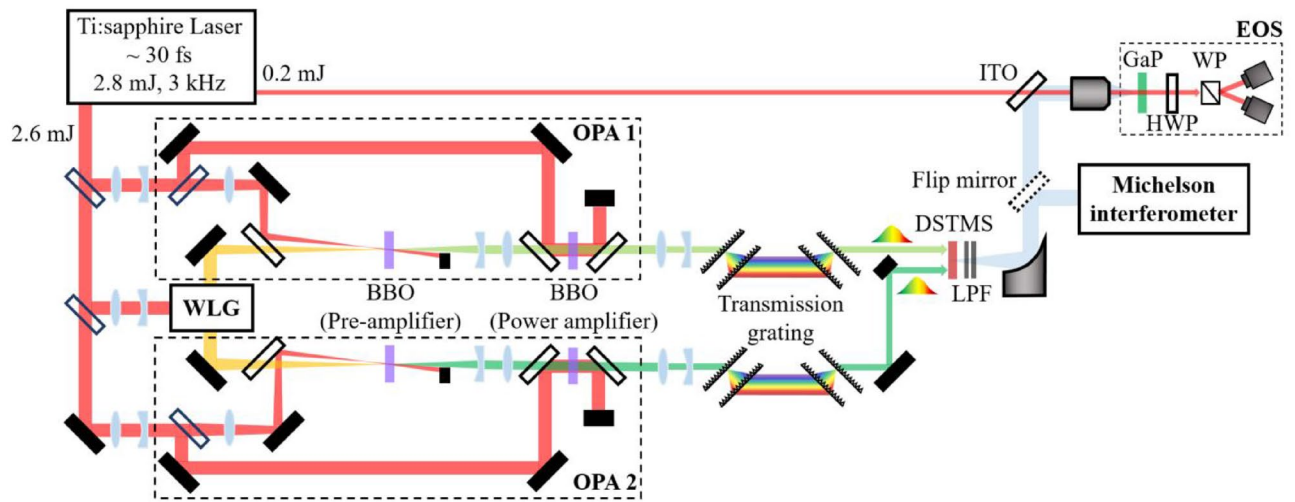 Ti:sapphire Laser
~ 30 fs
2.8 mJ, 3 kHz
0.2 mJ
2.6 mJ
OPA 1
ITO
EOS
GaP
WP
HWP
Flip mirror
Michelson
interferometer
DSTMS
LPF
WLG
BBO
(Pre-amplifier)
BBO
(Power amplifier)
Transmission
grating
OPA 2